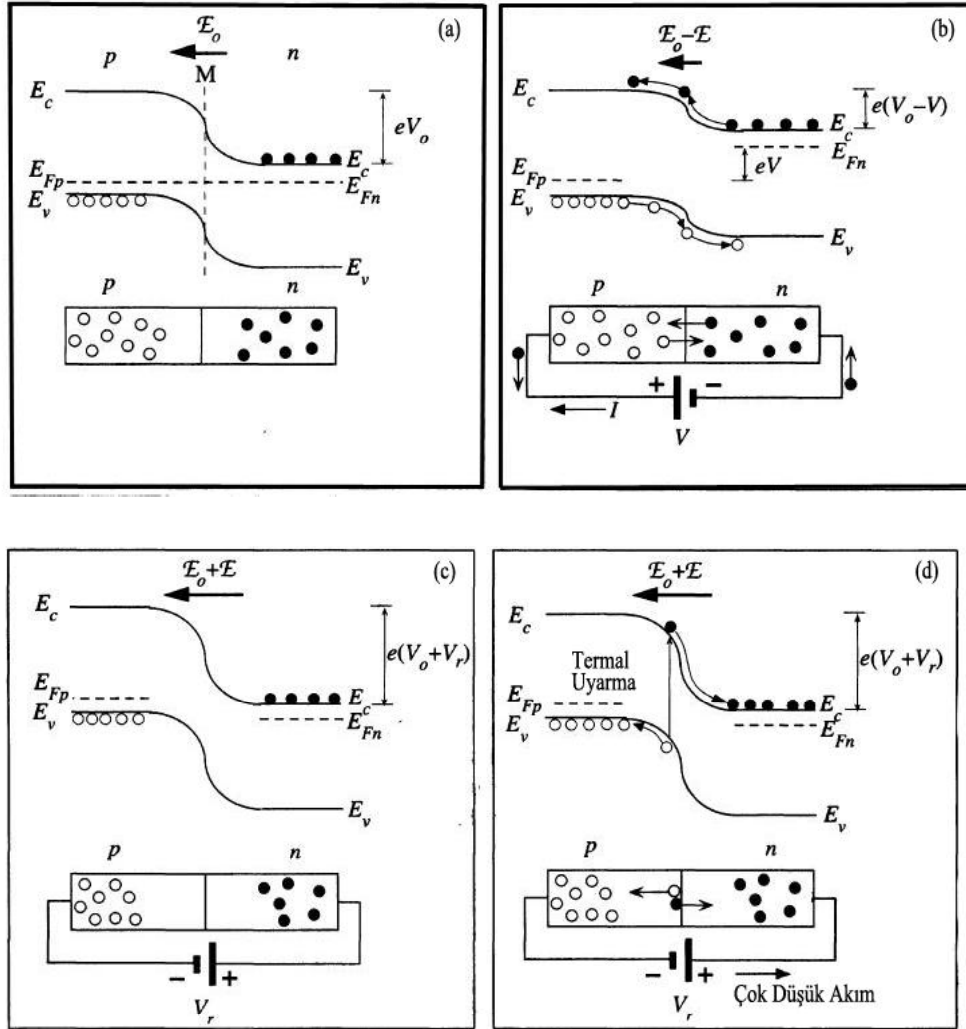 (a)
ℰo
p
n
M
Ec
eVo
Ec
EFp
EFn
Ev
Ev
p
n
(b)
ℰo–ℰ
Ec
e(Vo–V)
Ec
EFn
eV
EFp
Ev
Ev
p
n
+
–
I
V
(c)
ℰo+ℰ
Ec
e(Vo+Vr)
EFp
Ec
Ev
EFn
Ev
p
n
–
+
Vr
(d)
ℰo+ℰ
Ec
Termal
Uyarma
e(Vo+Vr)
EFp
Ec
Ev
EFn
Ev
p
n
–
+
Vr
Çok Düşük Akım